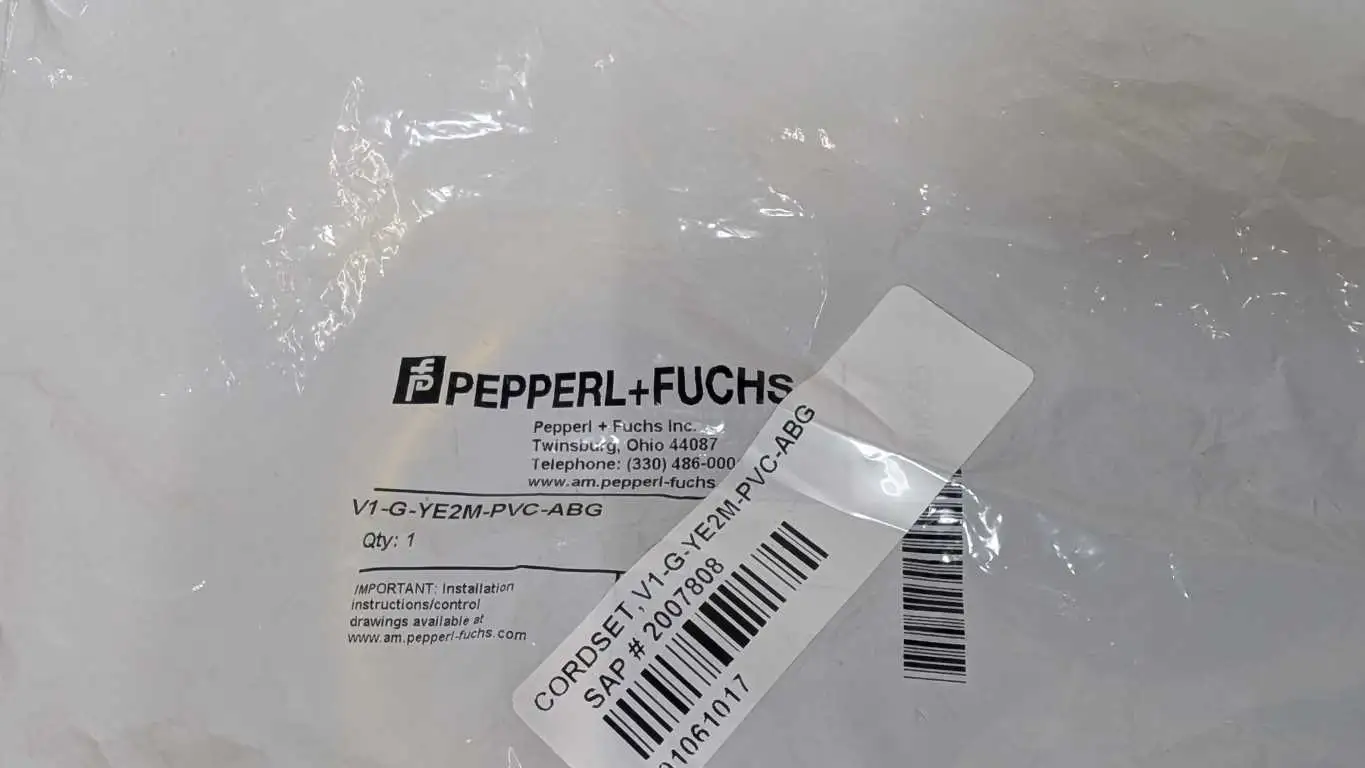 PEPPERL+FUCHS
Pepperl + Fuchs Inc.
Twinsburg, Ohio 44087
Telephone: (330) 486-000
www.am.pepperl-fuchs
V1-G-YE2M-PVC-ABG
Qty: 1
IMPORTANT: Installation
instructions/control
drawings available at
www.am.pepperl-fuchs.com
CORDSET,V1-G-YE2M-PVC-ABG
SAP # 2007808
91061017